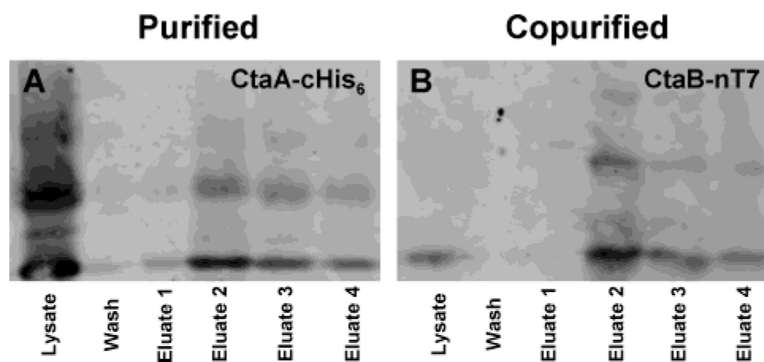 Purified
Copurified
A
CtaA-cHis₆
B
CtaB-nT7
Lysate
Wash
Eluate 1
Eluate 2
Eluate 3
Eluate 4
Lysate
Wash
Eluate 1
Eluate 2
Eluate 3
Eluate 4